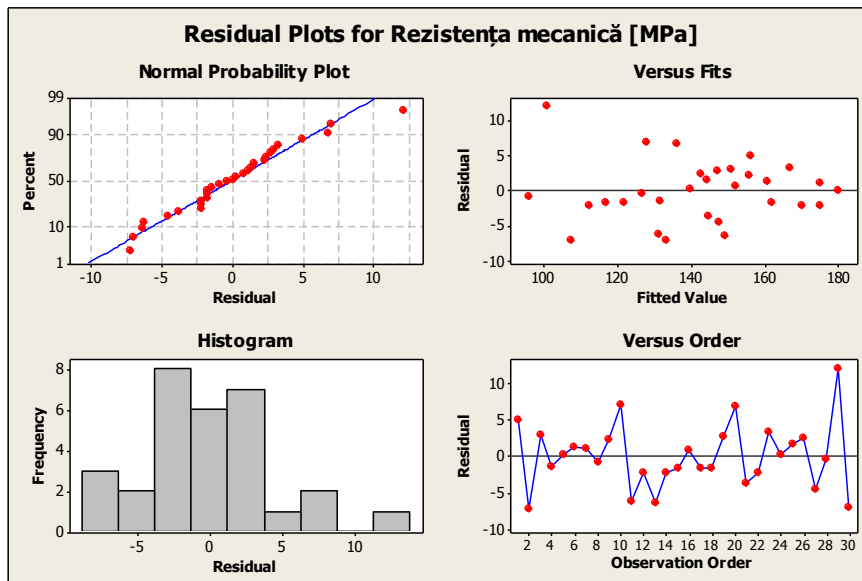 Residual Plots for Rezistența mecanică [MPa]
Normal Probability Plot
99
90
50
10
1
Percent
-10 -5 0 5 10
Residual
Versus Fits
10
5
0
-5
-10
Residual
100 120 140 160 180
Fitted Value
Histogram
8
6
4
2
0
Frequency
-5 0 5 10
Residual
Versus Order
10
5
0
-5
-10
Residual
2 4 6 8 10 12 14 16 18 20 22 24 26 28 30
Observation Order